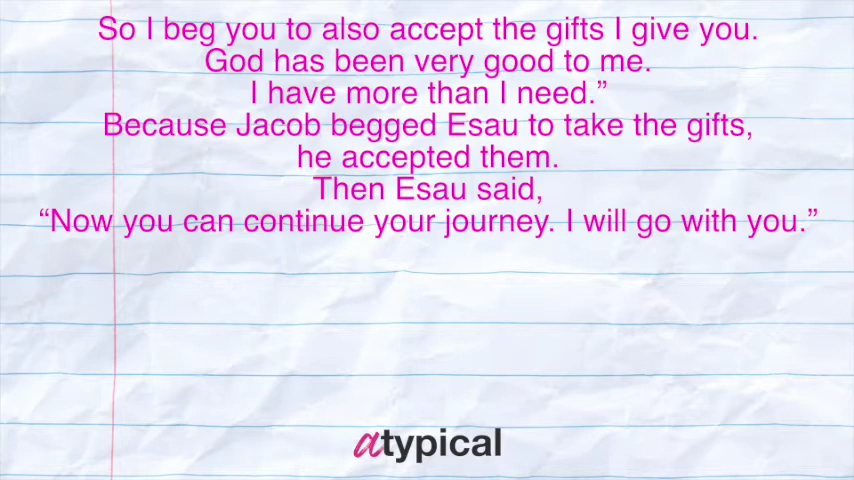 So I beg you to also accept the gifts I give you.
God has been very good to me.
I have more than I need.”
Because Jacob begged Esau to take the gifts,
he accepted them.
Then Esau said,
“Now you can continue your journey. I will go with you.”
atypical